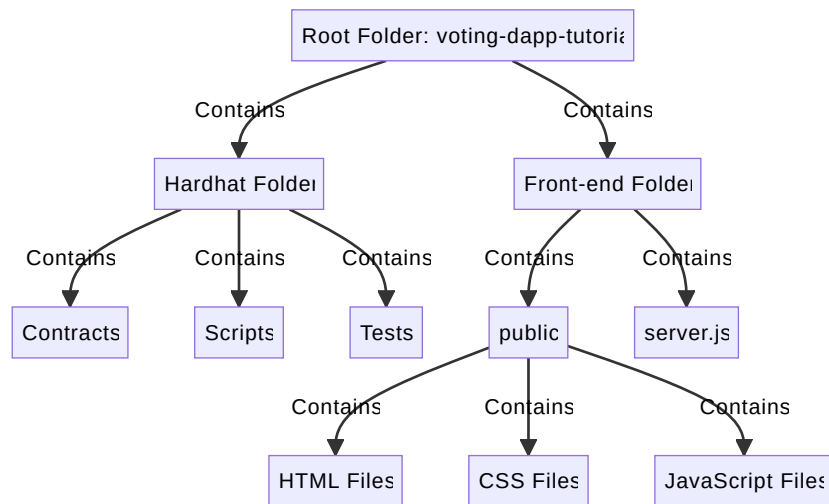 Root Folder: voting-dapp-tutoria
Contains
Contains
Hardhat Folder
Front-end Folder
Contains
Contains
Contains
Contains
Contains
Contracts
Scripts
Tests
public
server.js
Contains
Contains
Contains
HTML Files
CSS Files
JavaScript Files